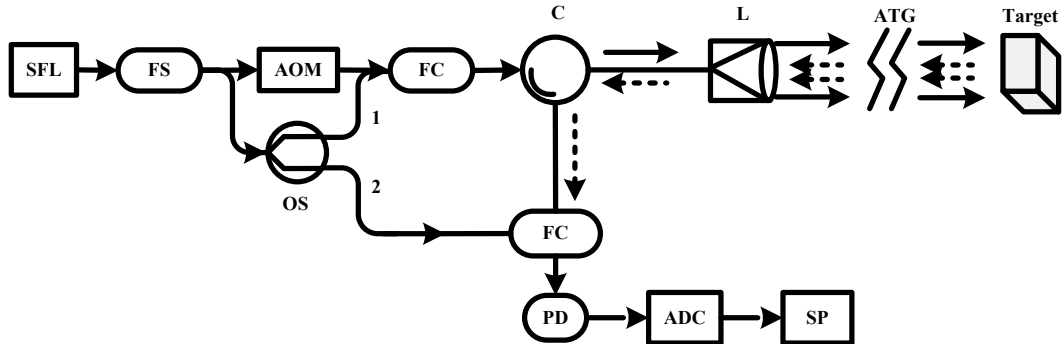 C L ATG Target
SFL FS AOM FC
1
OS 2
FC
PD ADC SP